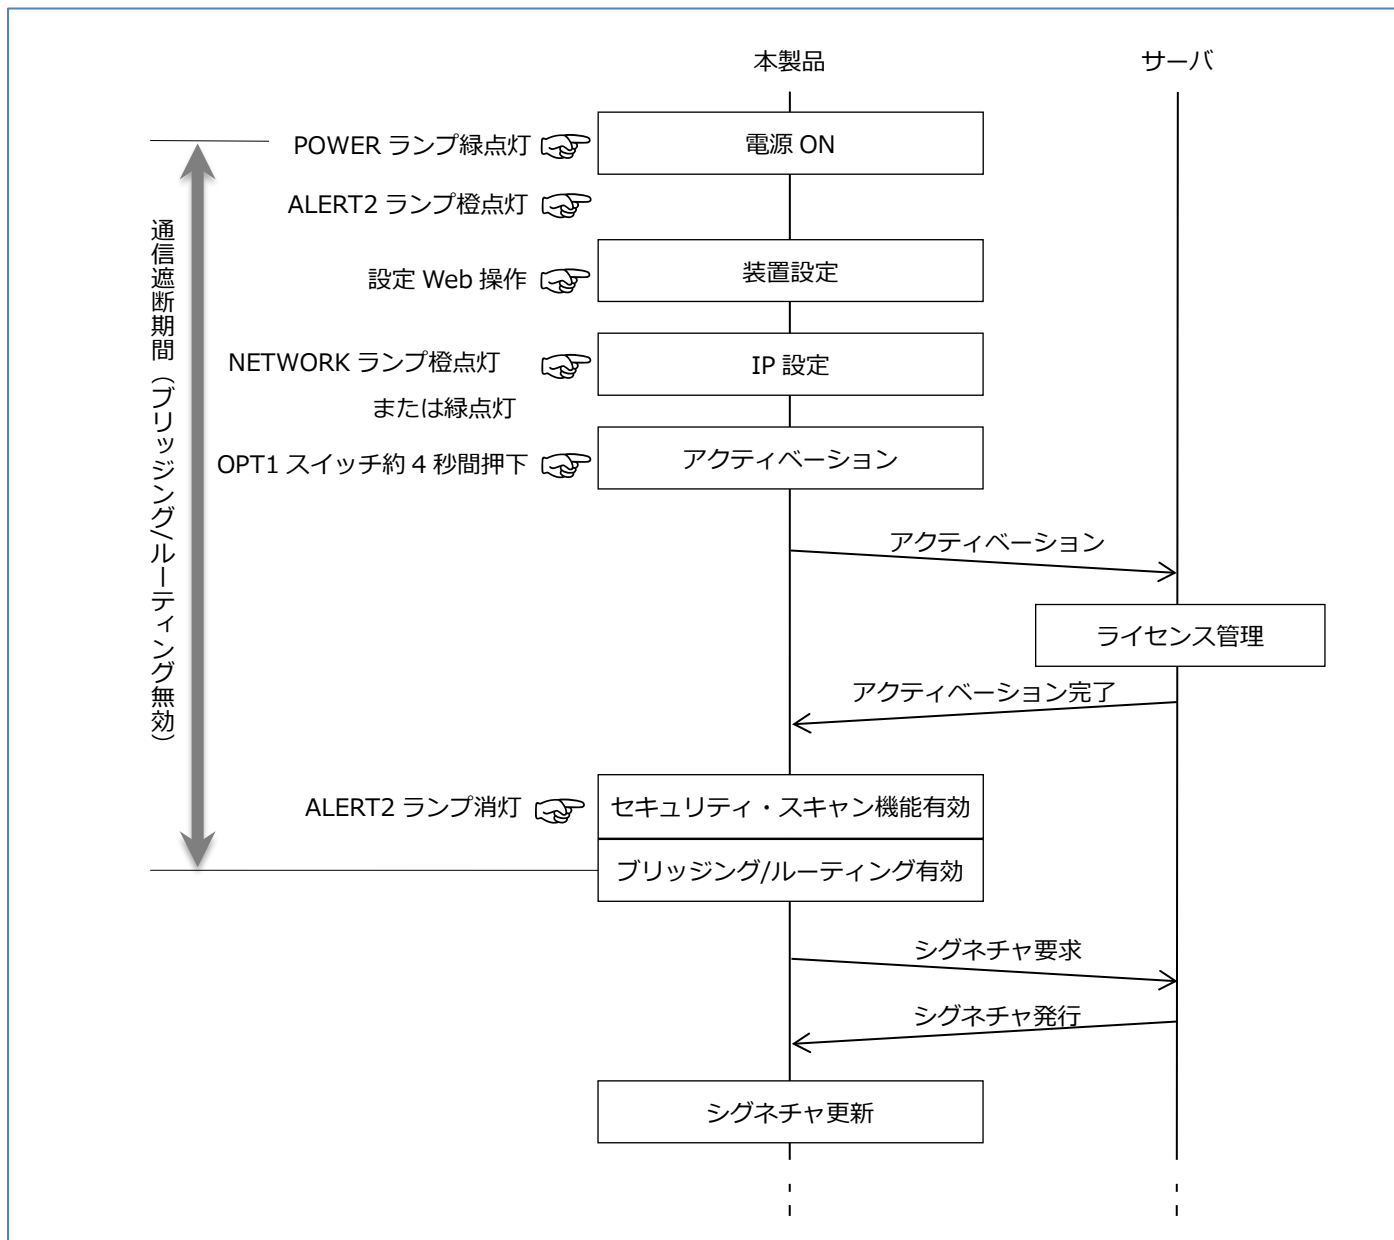 本製品
サーバ
POWER ランプ緑点灯
電源 ON
ALERT2 ランプ橙点灯
設定 Web 操作
装置設定
NETWORK ランプ橙点灯
または緑点灯
IP 設定
OPT1 スイッチ約 4 秒間押下
アクティベーション
通信遮断期間（ブリッジング/ルーティング無効）
アクティベーション
ライセンス管理
アクティベーション完了
ALERT2 ランプ消灯
セキュリティ・スキャン機能有効
ブリッジング/ルーティング有効
シグネチャ要求
シグネチャ発行
シグネチャ更新